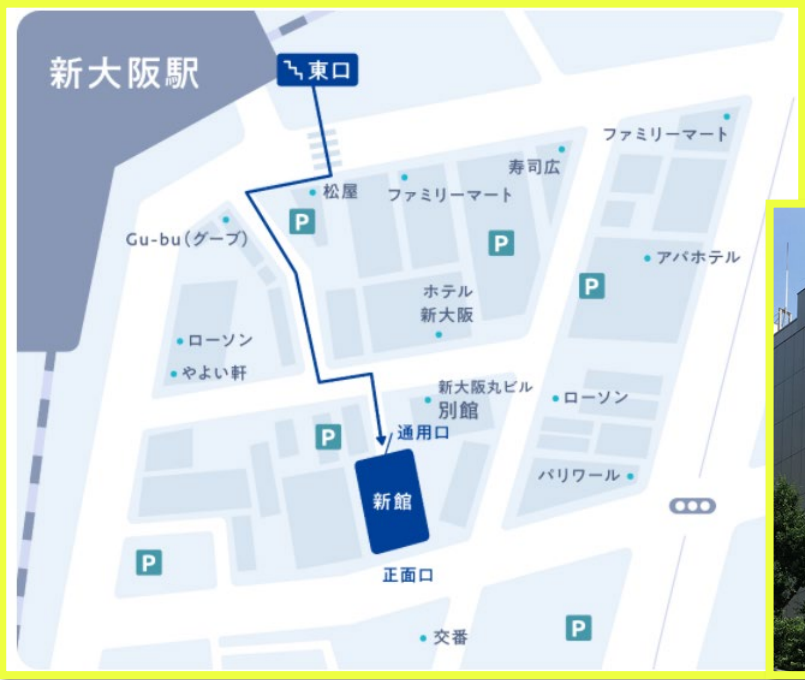 新大阪駅
東口
ファミリーマート
寿司広
松屋
ファミリーマート
P
Gu-bu(グーブ)
P
アパホテル
P
ホテル
新大阪
ローソン
やよい軒
新大阪丸ビル
別館
ローソン
P
通用口
バリワール
新館
P
正面口
P
交番